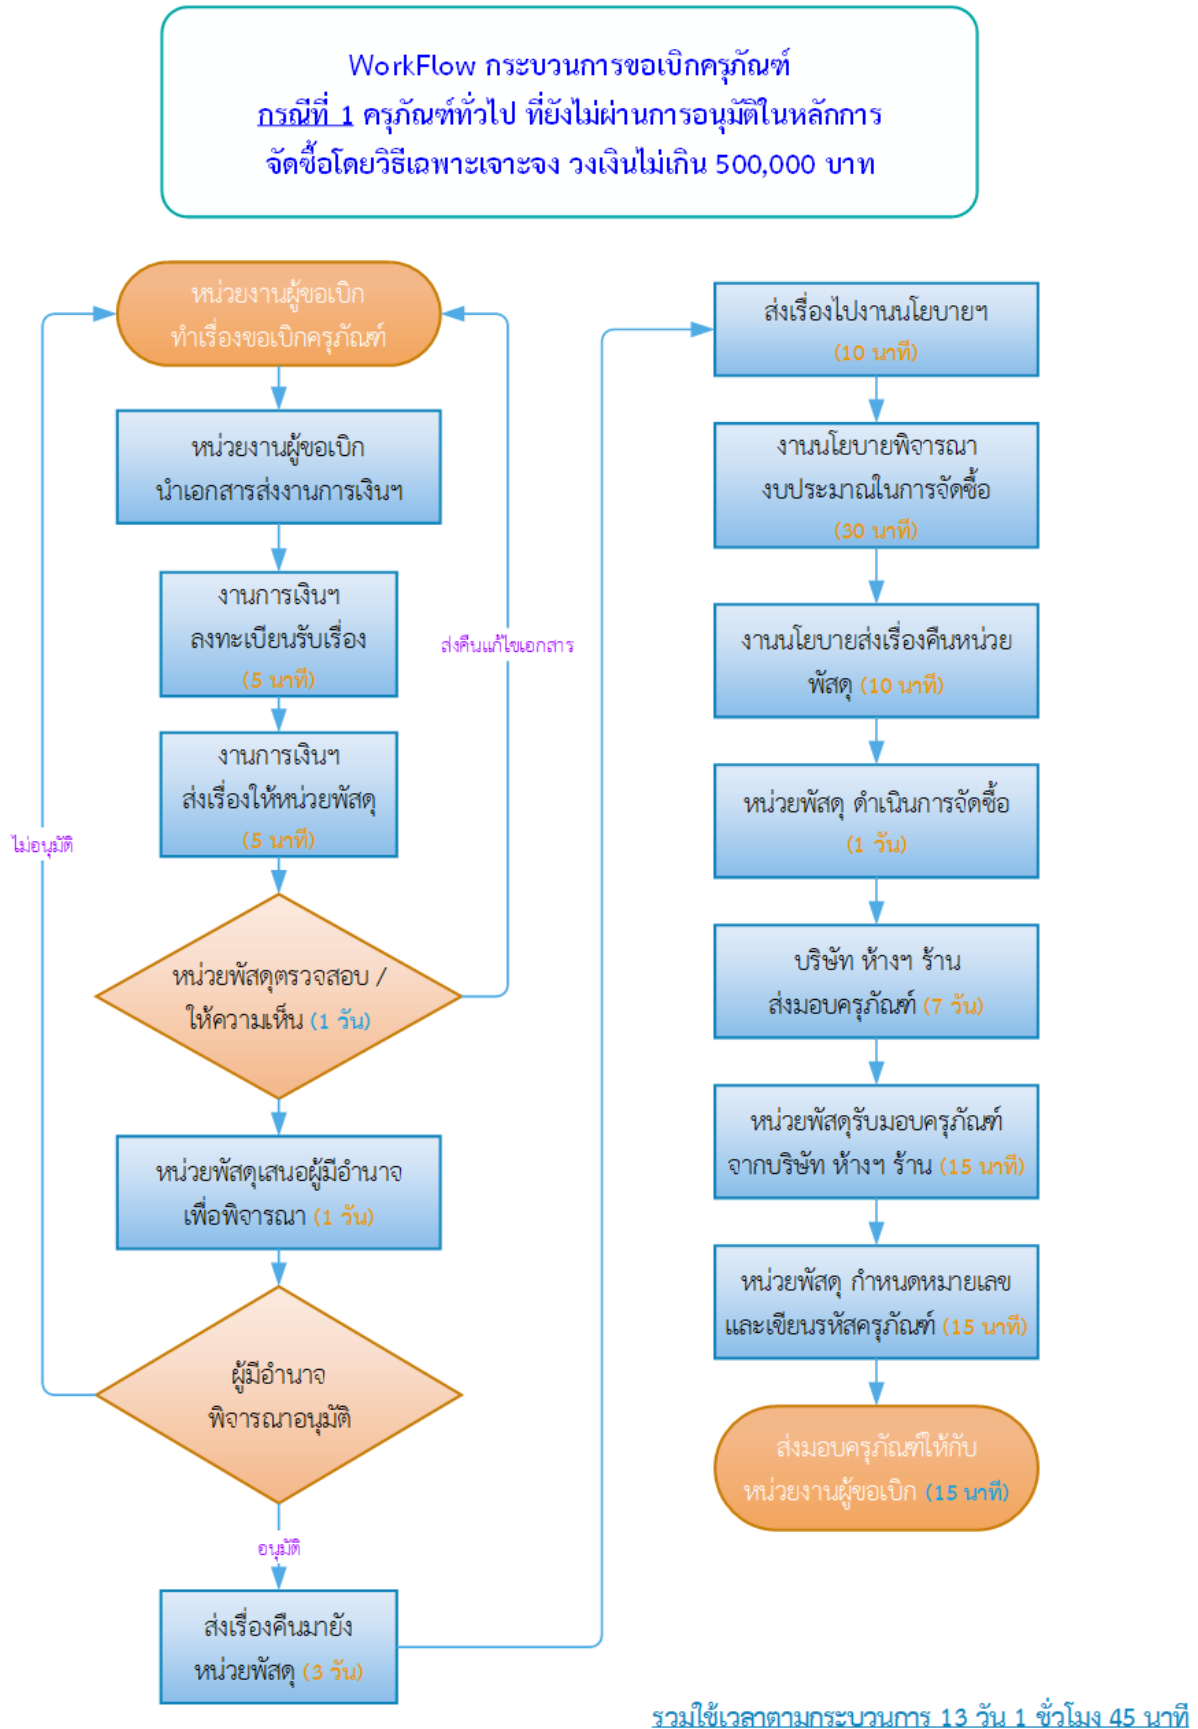 WorkFlow กระบวนการขอเบิกครุภัณฑ์
กรณีที่ 1 ครุภัณฑ์ทั่วไป ที่ยังไม่ผ่านการอนุมัติในหลักการ
จัดซื้อโดยวิธีเฉพาะเจาะจง วงเงินไม่เกิน 500,000 บาท
หน่วยงานผู้ขอเบิก
ทำเรื่องขอเบิกครุภัณฑ์
หน่วยงานผู้ขอเบิก
นำเอกสารส่งงานการเงินฯ
งานการเงินฯ
ลงทะเบียนรับเรื่อง
(5 นาที)
ส่งคืนแก้ไขเอกสาร
งานการเงินฯ
ส่งเรื่องให้หน่วยพัสดุ
(5 นาที)
ไม่อนุมัติ
หน่วยพัสดุตรวจสอบ /
ให้ความเห็น (1 วัน)
หน่วยพัสดุเสนอผู้มีอำนาจ
เพื่อพิจารณา (1 วัน)
ผู้มีอำนาจ
พิจารณาอนุมัติ
อนุมัติ
ส่งเรื่องคืนมายัง
หน่วยพัสดุ (3 วัน)
ส่งเรื่องไปงานนโยบายฯ
(10 นาที)
งานนโยบายพิจารณา
งบประมาณในการจัดซื้อ
(30 นาที)
งานนโยบายส่งเรื่องคืนหน่วย
พัสดุ (10 นาที)
หน่วยพัสดุ ดำเนินการจัดซื้อ
(1 วัน)
บริษัท ห้างฯ ร้าน
ส่งมอบครุภัณฑ์ (7 วัน)
หน่วยพัสดุรับมอบครุภัณฑ์
จากบริษัท ห้างฯ ร้าน (15 นาที)
หน่วยพัสดุ กำหนดหมายเลข
และเขียนรหัสครุภัณฑ์ (15 นาที)
ส่งมอบครุภัณฑ์ให้กับ
หน่วยงานผู้ขอเบิก (15 นาที)
รวมใช้เวลาตามกระบวนการ 13 วัน 1 ชั่วโมง 45 นาที